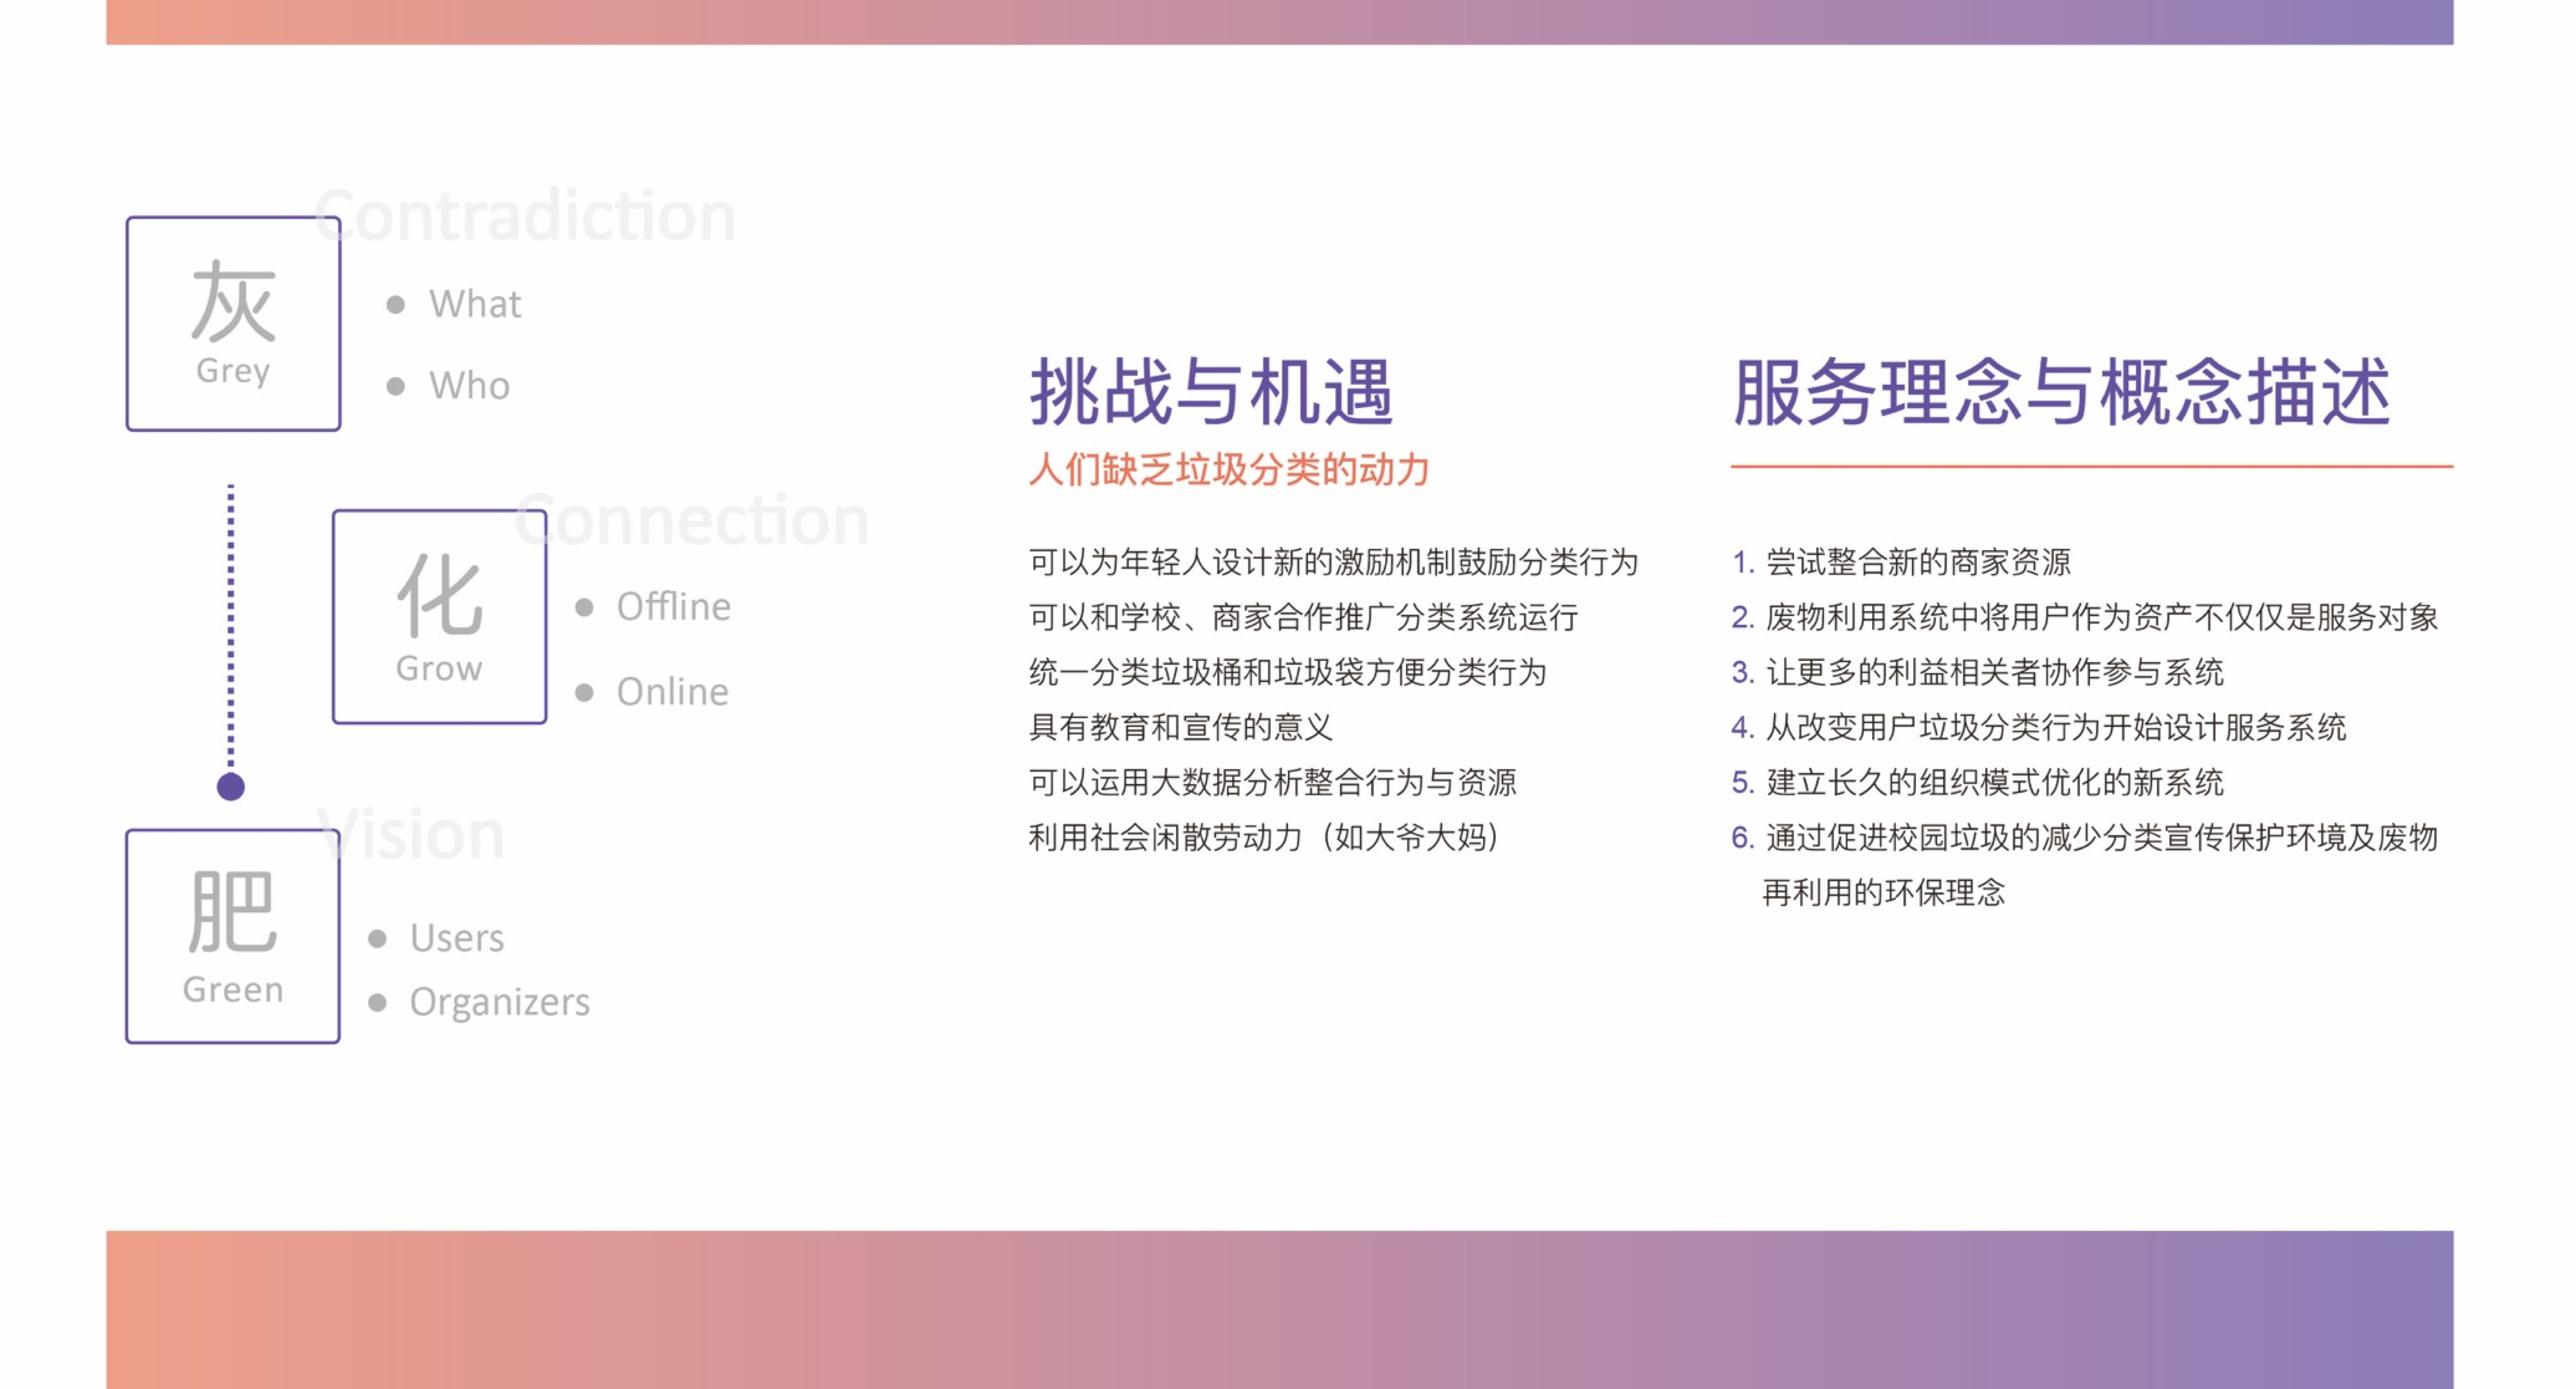 Contradiction
灰
Grey
What
Who
Connection
化
Grow
Offline
Online
Vision
肥
Green
Users
Organizers
挑战与机遇
人们缺乏垃圾分类的动力
可以为年轻人设计新的激励机制鼓励分类行为
可以和学校、商家合作推广分类系统运行
统一分类垃圾桶和垃圾袋方便分类行为
具有教育和宣传的意义
可以运用大数据分析整合行为与资源
利用社会闲散劳动力（如大爷大妈）
服务理念与概念描述
1. 尝试整合新的商家资源
2. 废物利用系统中将用户作为资产不仅仅是服务对象
3. 让更多的利益相关者协作参与系统
4. 从改变用户垃圾分类行为开始设计服务系统
5. 建立长久的组织模式优化的新系统
6. 通过促进校园垃圾的减少分类宣传保护环境及废物
再利用的环保理念